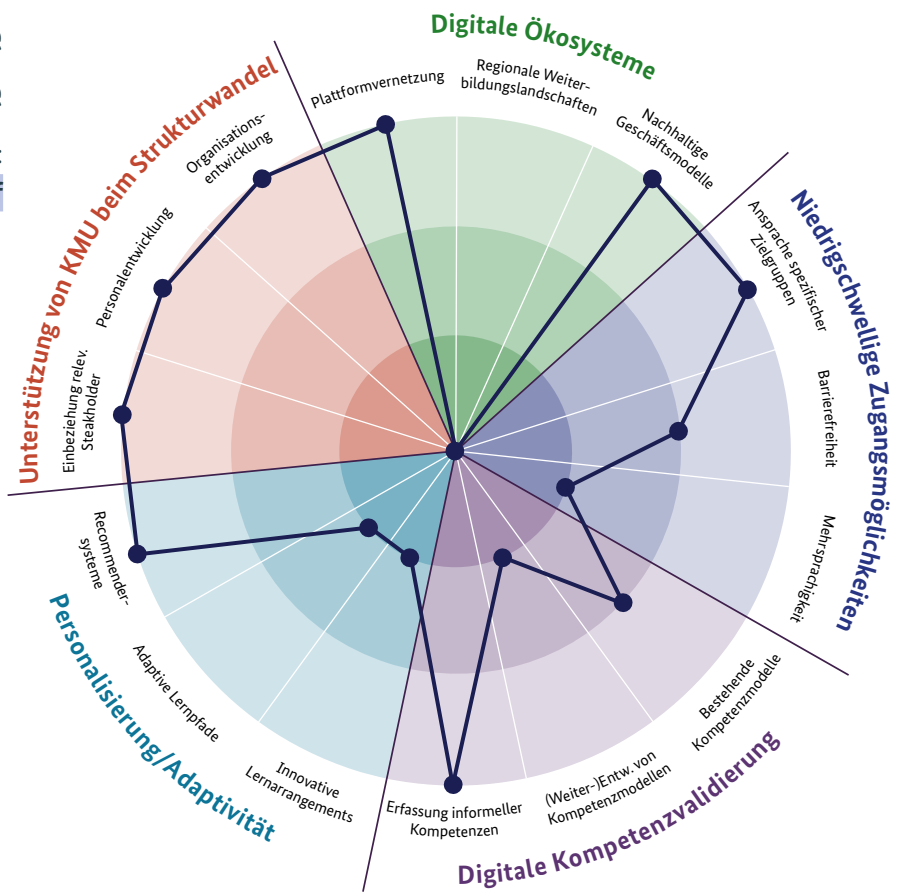 Digitale Ökosysteme
Plattformvernetzung
Regionale Weiter-
bildungslandschaften
Nachhaltige
Geschäftsmodelle
Niedrigschwellige Zugangsmöglichkeiten
Ansprache spezifischer
Zielgruppen
Barrierefreiheit
Mehrsprachigkeit
Digitale Kompetenzvalidierung
Bestehende
Kompetenzmodelle
(Weiter-)Entw. von
Kompetenzmodellen
Erfassung informeller
Kompetenzen
Personalisierung/Adaptivität
Innovative
Lernarrangements
Adaptive Lernpfade
Recommender-
systeme
Unterstützung von KMU beim Strukturwandel
Einbeziehung relev.
Steakholder
Personalentwicklung
Organisations-
entwicklung